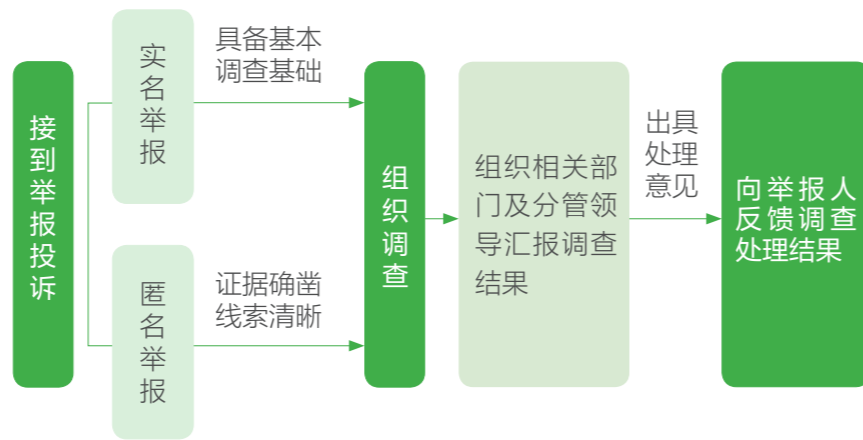 接到举报投诉
实名举报
具备基本
调查基础
匿名举报
证据确凿
线索清晰
组织调查
组织相关部
门及分管领
导汇报调查
结果
出具
处理
意见
向举报人
反馈调查
处理结果